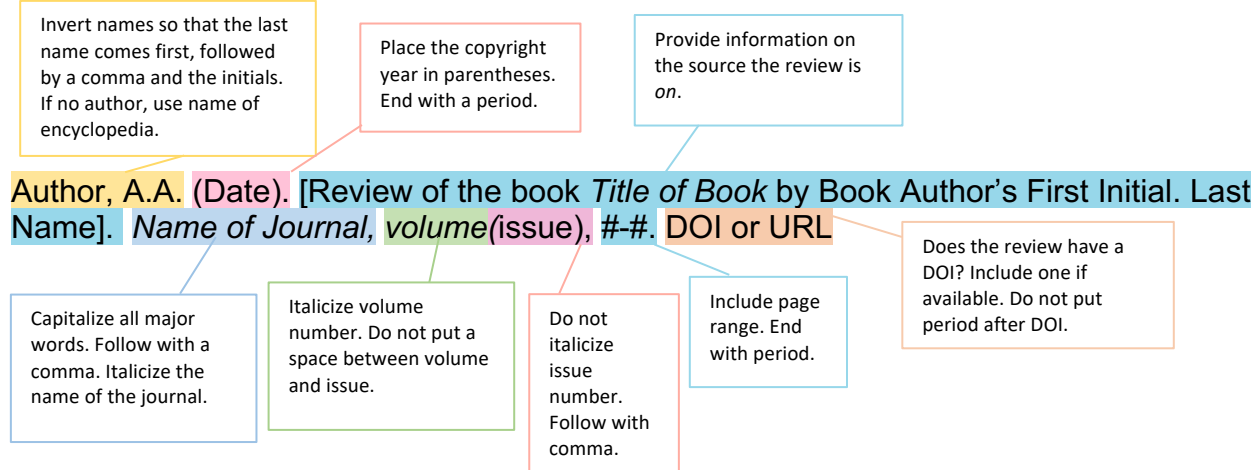 Invert names so that the last
name comes first, followed
by a comma and the initials.
If no author, use name of
encyclopedia.
Place the copyright
year in parentheses.
End with a period.
Provide information on
the source the review is
on.
Author, A.A. (Date). [Review of the book Title of Book by Book Author’s First Initial. Last
Name]. Name of Journal, volume(issue), #-#. DOI or URL
Capitalize all major
words. Follow with a
comma. Italicize the
name of the journal.
Italicize volume
number. Do not put a
space between volume
and issue.
Do not
italicize
issue
number.
Follow with
comma.
Include page
range. End
with period.
Does the review have a
DOI? Include one if
available. Do not put
period after DOI.